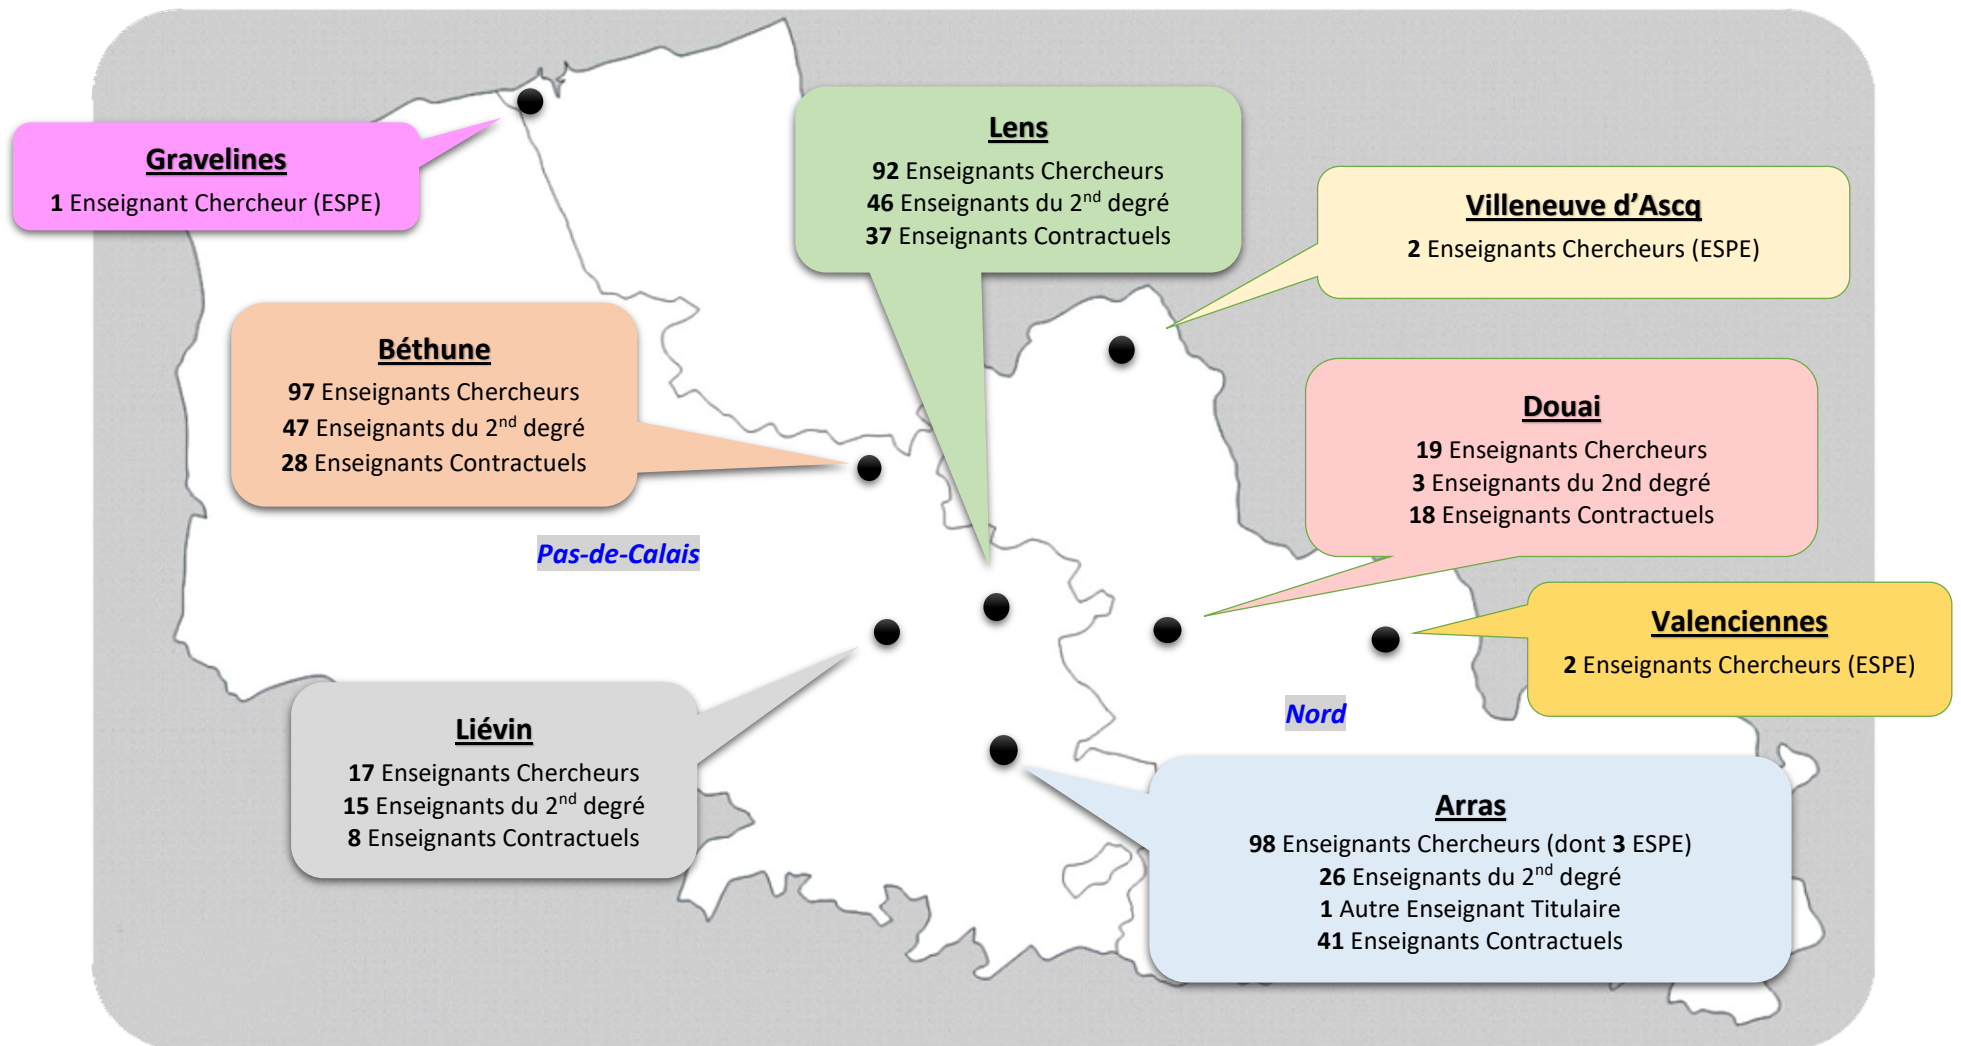 Gravelines
1 Enseignant Chercheur (ESPE)
Lens
92 Enseignants Chercheurs
46 Enseignants du 2nd degré
37 Enseignants Contractuels
Villeneuve d’Ascq
2 Enseignants Chercheurs (ESPE)
Béthune
97 Enseignants Chercheurs
47 Enseignants du 2nd degré
28 Enseignants Contractuels
Douai
19 Enseignants Chercheurs
3 Enseignants du 2nd degré
18 Enseignants Contractuels
Pas-de-Calais
Valenciennes
2 Enseignants Chercheurs (ESPE)
Nord
Liévin
17 Enseignants Chercheurs
15 Enseignants du 2nd degré
8 Enseignants Contractuels
Arras
98 Enseignants Chercheurs (dont 3 ESPE)
26 Enseignants du 2nd degré
1 Autre Enseignant Titulaire
41 Enseignants Contractuels